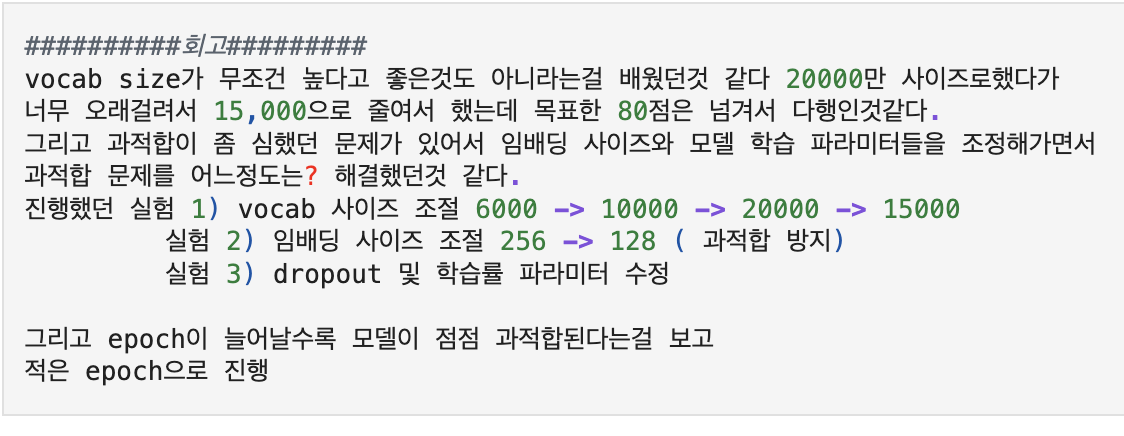 ##########회고#########
vocab size가 무조건 높다고 좋은것도 아니라는걸 배웠던것 같다 20000만 사이즈로했다가
너무 오래걸려서 15,000으로 줄여서 했는데 목표한 80점은 넘겨서 다행인것같다.
그리고 과적합이 좀 심했던 문제가 있어서 임배딩 사이즈와 모델 학습 파라미터들을 조정해가면서
과적합 문제를 어느정도는? 해결했던것 같다.
진행했던 실험 1) vocab 사이즈 조절 6000 -> 10000 -> 20000 -> 15000
실험 2) 임배딩 사이즈 조절 256 -> 128 ( 과적합 방지)
실험 3) dropout 및 학습률 파라미터 수정
그리고 epoch이 늘어날수록 모델이 점점 과적합된다는걸 보고
적은 epoch으로 진행